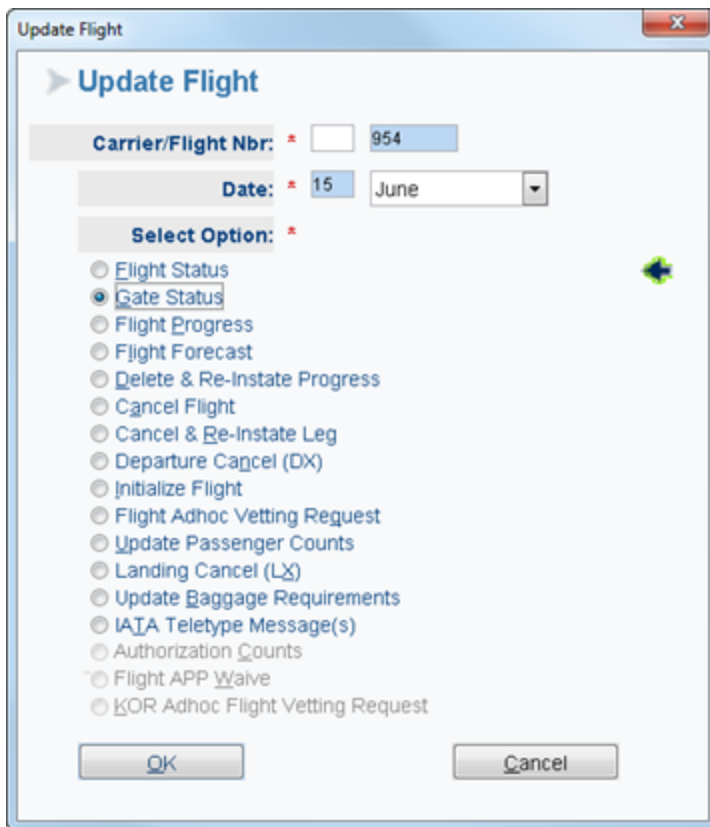 Update Flight
Update Flight
Carrier/Flight Nbr: * 954
Date: * 15 June
Select Option: *
Flight Status
Gate Status
Flight Progress
Flight Forecast
Delete & Re-Instate Progress
Cancel Flight
Cancel & Re-Instate Leg
Departure Cancel (DX)
Initialize Flight
Flight Adhoc Vetting Request
Update Passenger Counts
Landing Cancel (LX)
Update Baggage Requirements
IATA Teletype Message(s)
Authorization Counts
Flight APP Waive
KOR Adhoc Flight Vetting Request
OK Cancel